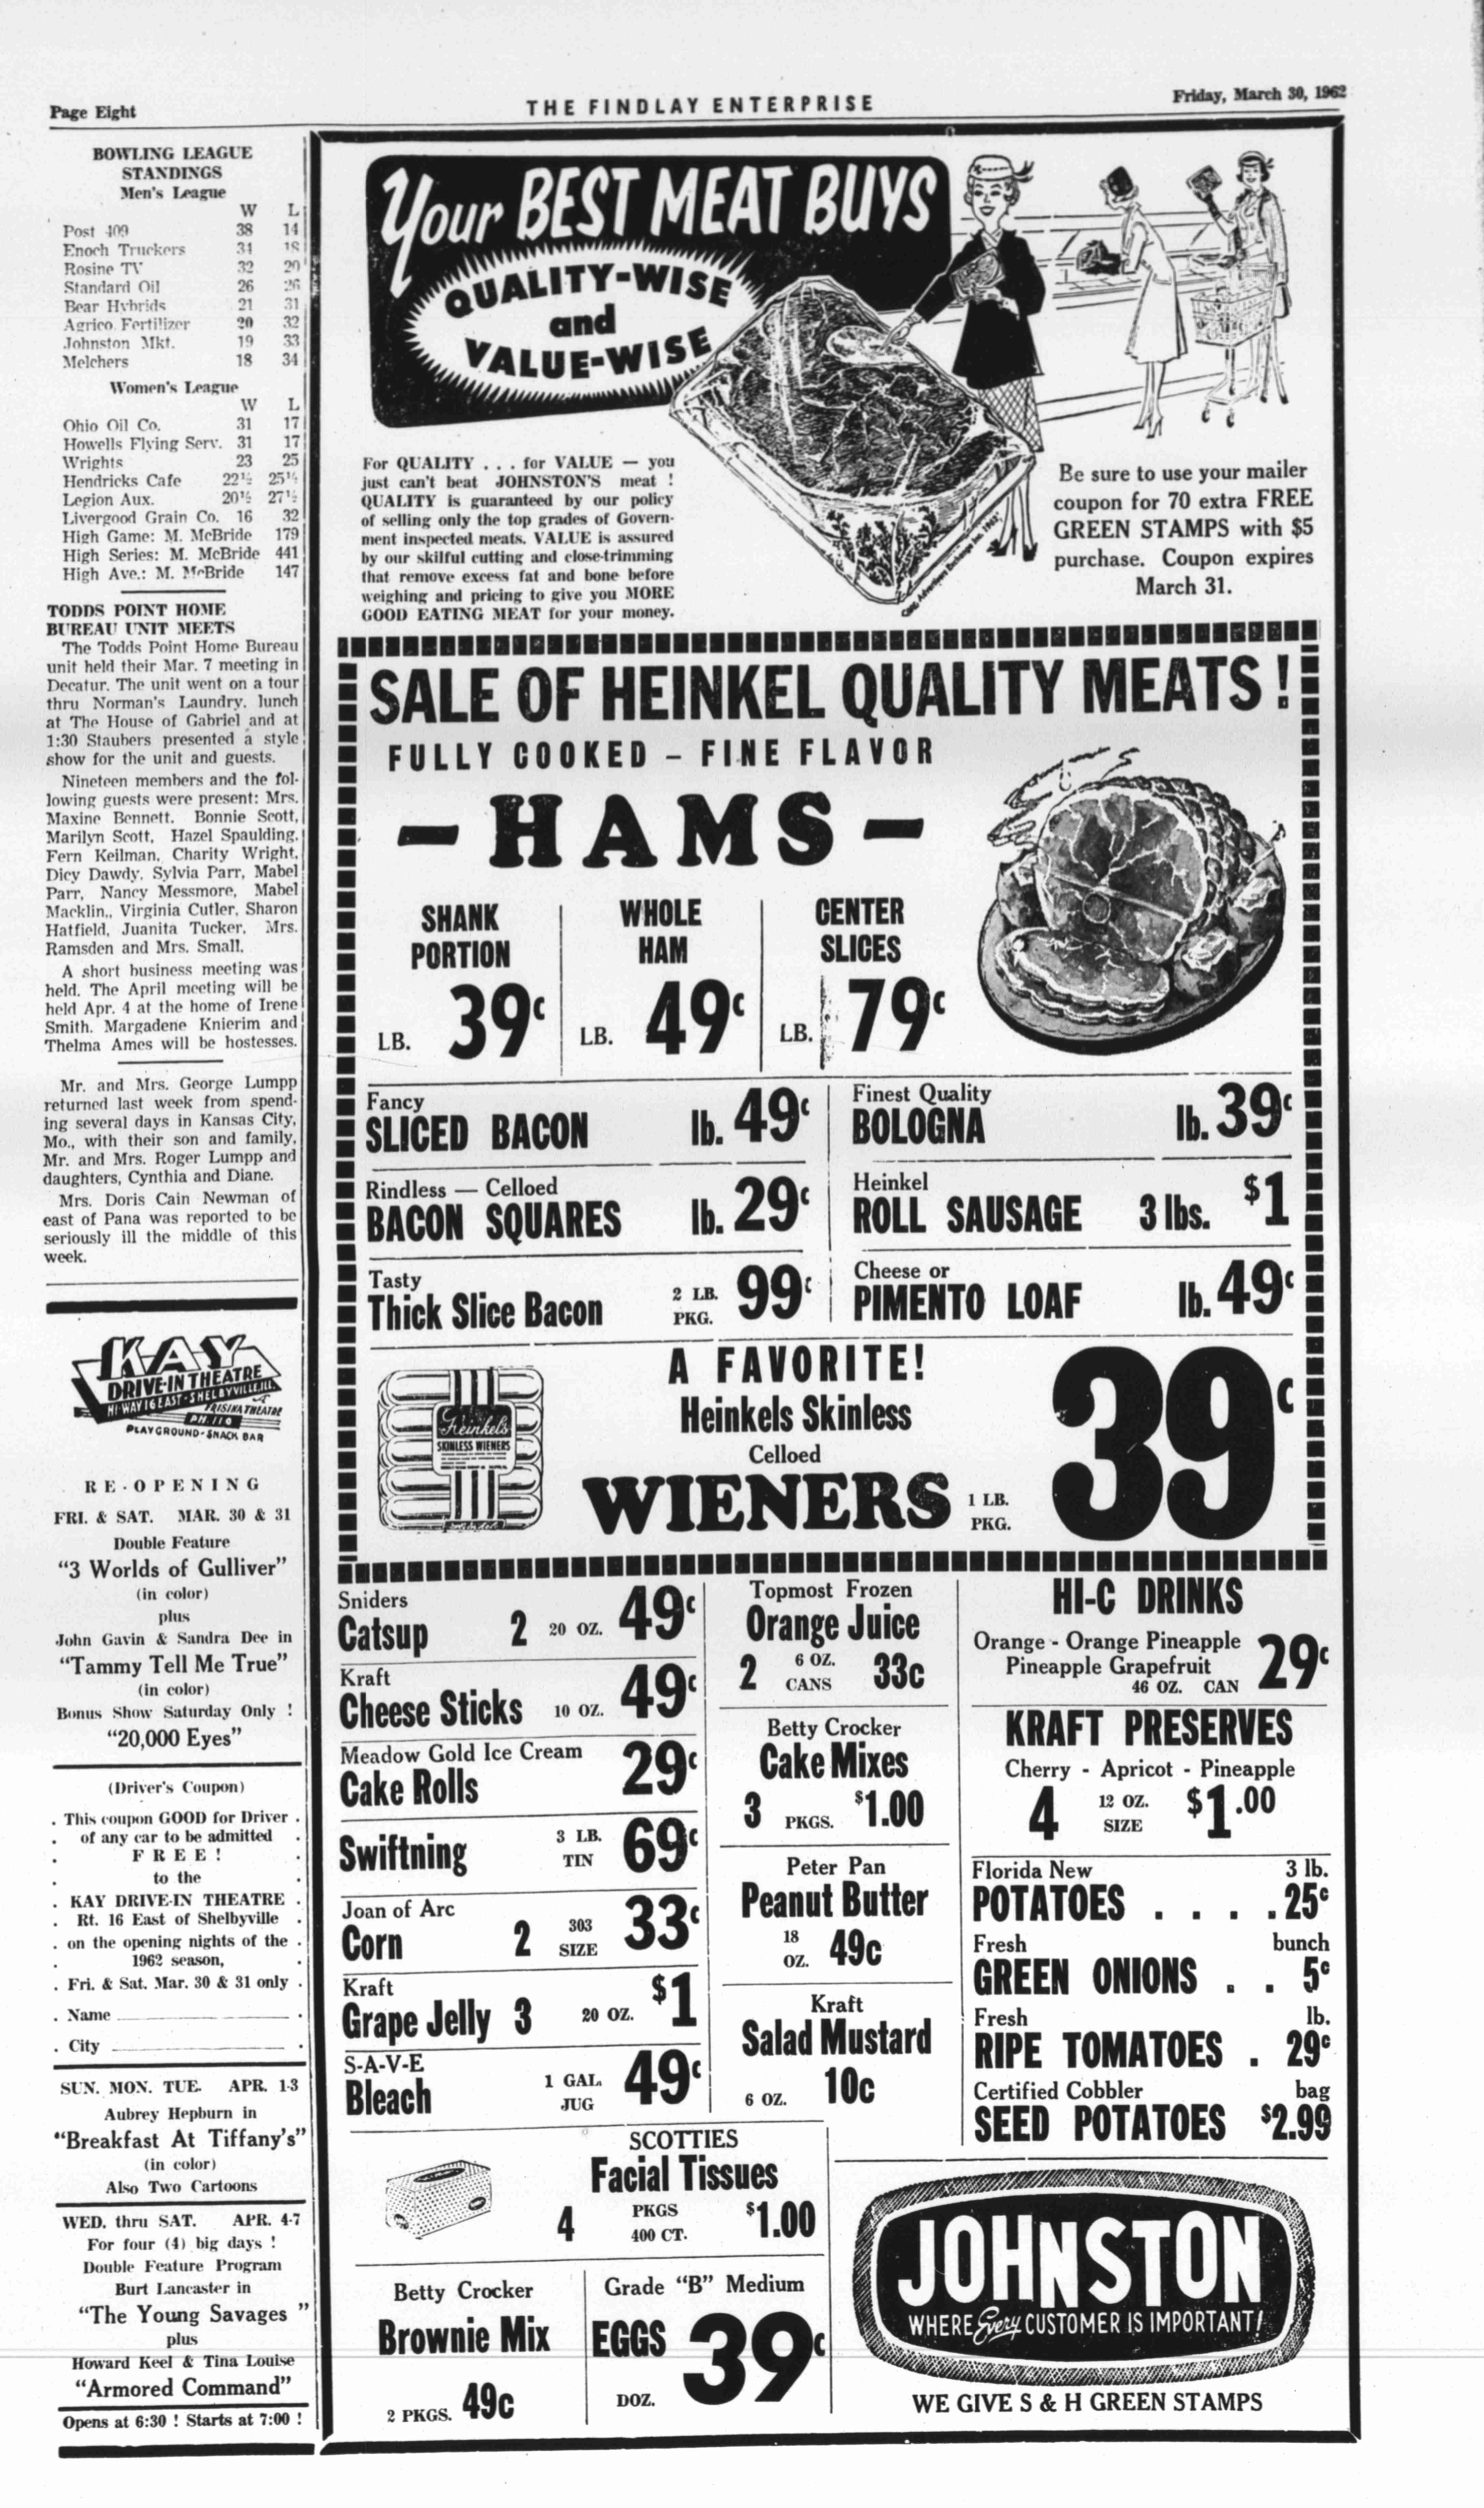 Page Eight
THE FINDLAY ENTERPRISE
Friday, March 30, 1962
BOWLING LEAGUE
STANDINGS
Men's League
W L
Post 409 38 14
Enoch Truckers 34 18
Rosine TV 32 20
Standard Oil 26 26
Bear Hybrids 21 31
Agrico Fertilizer 20 32
Johnston Mkt. 19 33
Melchers 18 34
Women's League
W L
Ohio Oil Co. 31 17
Howells Flying Serv. 31 17
Wrights 23 25
Hendricks Cafe 22½ 25½
Legion Aux. 20½ 27½
Livergood Grain Co. 16 32
High Game: M. McBride 179
High Series: M. McBride 441
High Ave.: M. McBride 147
TODDS POINT HOME
BUREAU UNIT MEETS
The Todds Point Home Bureau
unit held their Mar. 7 meeting in
Decatur. The unit went on a tour
thru Norman's Laundry, lunch
at The House of Gabriel and at
1:30 Staubers presented a style
show for the unit and guests.
Nineteen members and the fol-
lowing guests were present: Mrs.
Maxine Bennett, Bonnie Scott,
Marilyn Scott, Hazel Spaulding,
Fern Keilman, Charity Wright,
Dicy Dawdy, Sylvia Parr, Mabel
Parr, Nancy Messmore, Mabel
Macklin,, Virginia Cutler, Sharon
Hatfield, Juanita Tucker, Mrs.
Ramsden and Mrs. Small.
A short business meeting was
held. The April meeting will be
held Apr. 4 at the home of Irene
Smith. Margadene Knierim and
Thelma Ames will be hostesses.
Mr. and Mrs. George Lumpp
returned last week from spend-
ing several days in Kansas City,
Mo., with their son and family,
Mr. and Mrs. Roger Lumpp and
daughters, Cynthia and Diane.
Mrs. Doris Cain Newman of
east of Pana was reported to be
seriously ill the middle of this
week.
KAY
DRIVE-IN THEATRE
HI-WAY 16 EAST-SHELBYVILLE, ILL.
FRISINA THEATRE
PH. 110
PLAYGROUND-SNACK BAR
RE-OPENING
FRI. & SAT. MAR. 30 & 31
Double Feature
"3 Worlds of Gulliver"
(in color)
plus
John Gavin & Sandra Dee in
"Tammy Tell Me True"
(in color)
Bonus Show Saturday Only !
"20,000 Eyes"
(Driver's Coupon)
. This coupon GOOD for Driver .
. of any car to be admitted .
. F R E E ! .
. to the .
. KAY DRIVE-IN THEATRE .
. Rt. 16 East of Shelbyville .
. on the opening nights of the .
. 1962 season, .
. Fri. & Sat. Mar. 30 & 31 only .
. Name .
. City .
SUN. MON. TUE. APR. 1-3
Aubrey Hepburn in
"Breakfast At Tiffany's"
(in color)
Also Two Cartoons
WED. thru SAT. APR. 4-7
For four (4) big days !
Double Feature Program
Burt Lancaster in
"The Young Savages "
plus
Howard Keel & Tina Louise
"Armored Command"
Opens at 6:30 ! Starts at 7:00 !
Your BEST MEAT BUYS
QUALITY-WISE
and
VALUE-WISE
For QUALITY . . . for VALUE — you
just can't beat JOHNSTON'S meat !
QUALITY is guaranteed by our policy
of selling only the top grades of Govern-
ment inspected meats. VALUE is assured
by our skilful cutting and close-trimming
that remove excess fat and bone before
weighing and pricing to give you MORE
GOOD EATING MEAT for your money.
Be sure to use your mailer
coupon for 70 extra FREE
GREEN STAMPS with $5
purchase. Coupon expires
March 31.
SALE OF HEINKEL QUALITY MEATS !
FULLY COOKED - FINE FLAVOR
- HAMS -
SHANK
PORTION
LB. 39c
WHOLE
HAM
LB. 49c
CENTER
SLICES
LB. 79c
Fancy
SLICED BACON lb. 49c
Finest Quality
BOLOGNA lb. 39c
Rindless — Celloed
BACON SQUARES lb. 29c
Heinkel
ROLL SAUSAGE 3 lbs. $1
Tasty
Thick Slice Bacon 2 LB. PKG. 99c
Cheese or
PIMENTO LOAF lb. 49c
Heinkels
SKINLESS WIENERS
A FAVORITE!
Heinkels Skinless
Celloed
WIENERS 1 LB. PKG. 39c
Sniders
Catsup 2 20 OZ. 49c
Kraft
Cheese Sticks 10 OZ. 49c
Meadow Gold Ice Cream
Cake Rolls 29c
Swiftning 3 LB. TIN 69c
Joan of Arc
Corn 2 303 SIZE 33c
Kraft
Grape Jelly 3 20 OZ. $1
S-A-V-E
Bleach 1 GAL. JUG 49c
Topmost Frozen
Orange Juice
2 6 OZ. CANS 33c
Betty Crocker
Cake Mixes
3 PKGS. $1.00
Peter Pan
Peanut Butter
18 OZ. 49c
Kraft
Salad Mustard
6 OZ. 10c
HI-C DRINKS
Orange - Orange Pineapple
Pineapple Grapefruit
46 OZ. CAN 29c
KRAFT PRESERVES
Cherry - Apricot - Pineapple
4 12 OZ. SIZE $1.00
Florida New 3 lb.
POTATOES . . . . 25c
Fresh bunch
GREEN ONIONS . . 5c
Fresh lb.
RIPE TOMATOES . 29c
Certified Cobbler bag
SEED POTATOES $2.99
SCOTTIES
Facial Tissues
4 PKGS 400 CT. $1.00
Betty Crocker
Brownie Mix
2 PKGS. 49c
Grade "B" Medium
EGGS 39c
DOZ.
JOHNSTON
WHERE Every CUSTOMER IS IMPORTANT!
WE GIVE S & H GREEN STAMPS